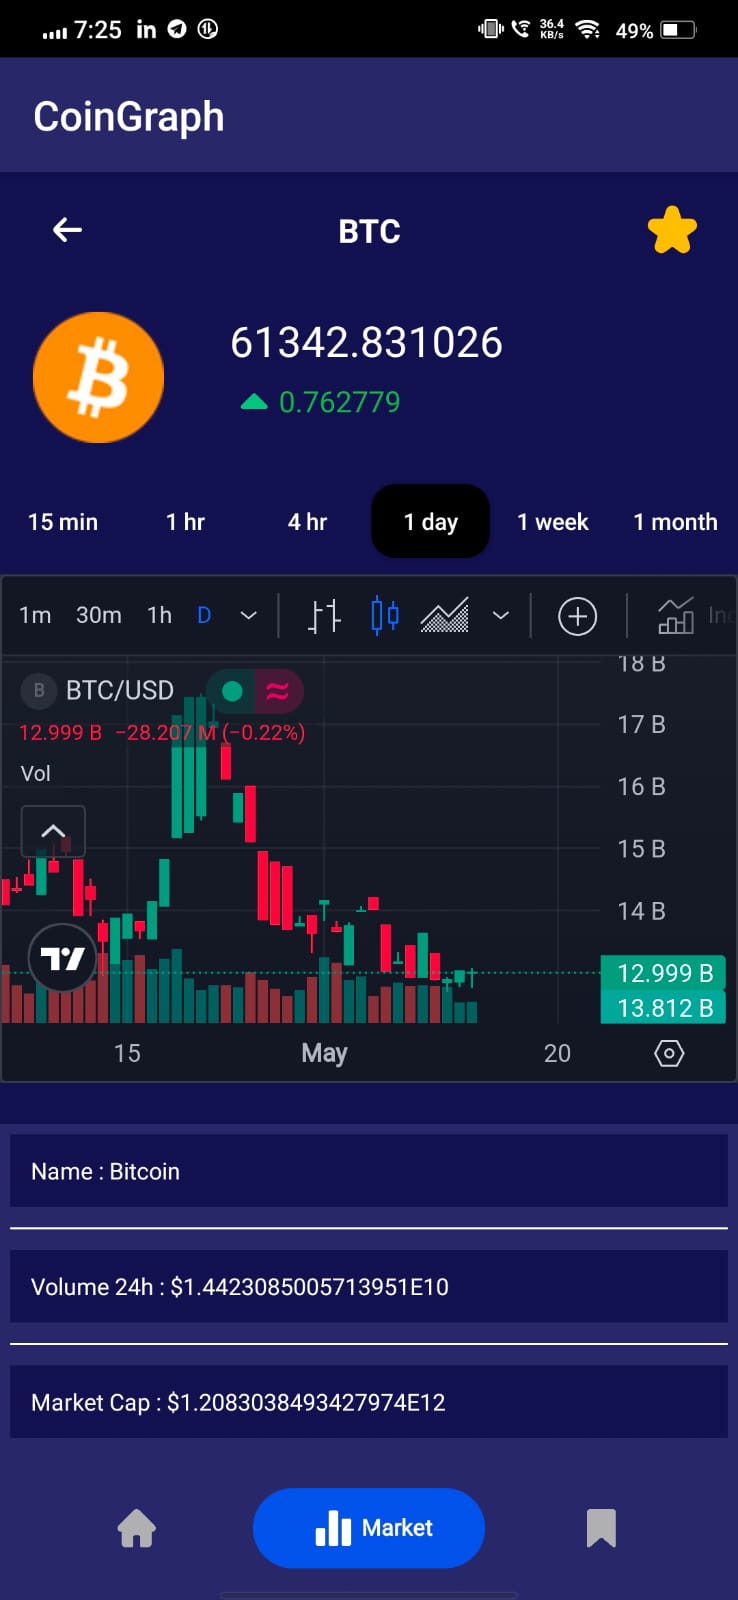 7:25 in 36.4 KB/s 49%
CoinGraph
BTC
61342.831026
0.762779
15 min 1 hr 4 hr 1 day 1 week 1 month
1m 30m 1h D
18 B
B BTC/USD
17 B
12.999 B −28.207 M (−0.22%)
Vol
16 B
15 B
14 B
12.999 B
13.812 B
15 May 20
Name : Bitcoin
Volume 24h : $1.4423085005713951E10
Market Cap : $1.2083038493427974E12
Market